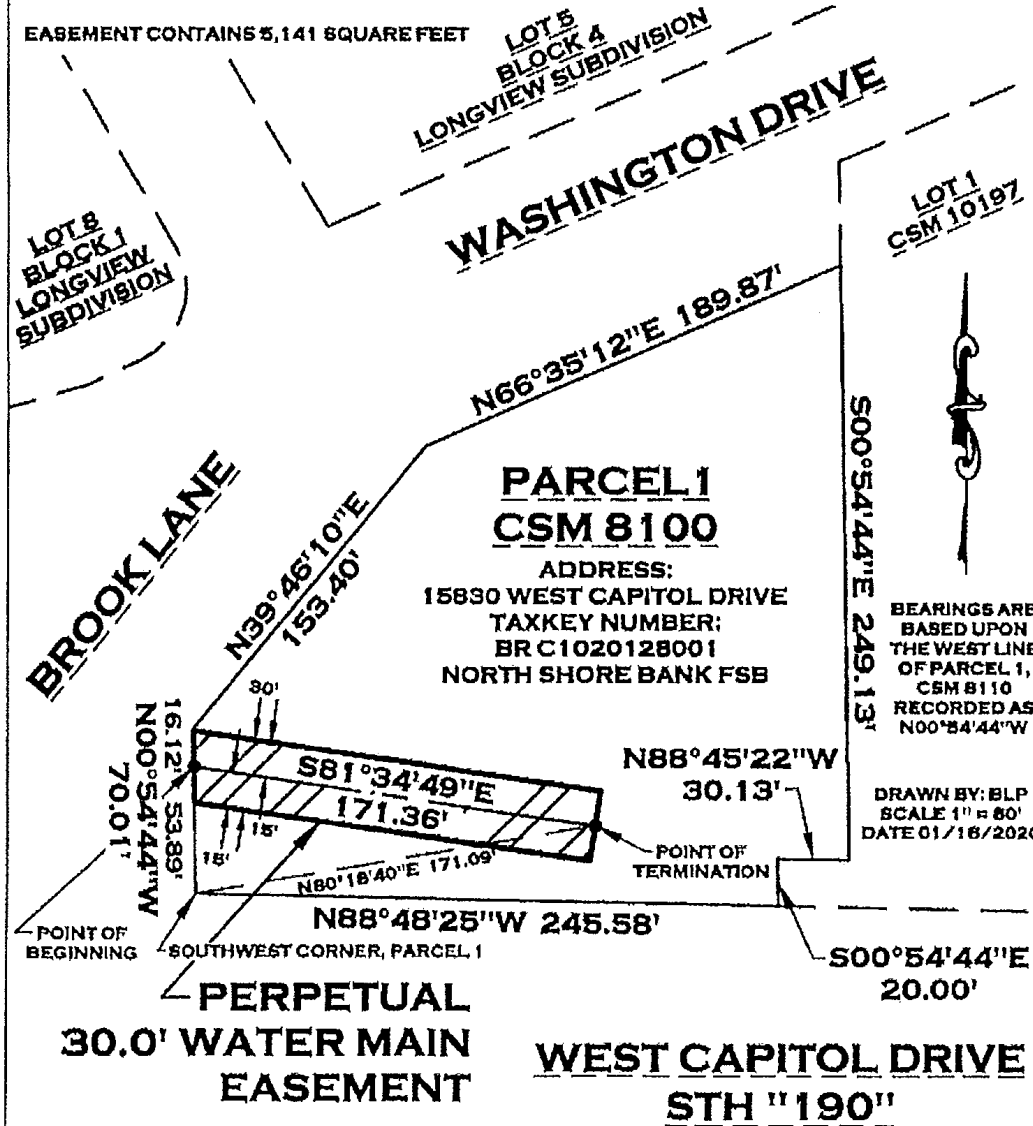 EASEMENT CONTAINS 5,141 SQUARE FEET
LOT 5
BLOCK 4
LONGVIEW SUBDIVISION
WASHINGTON DRIVE
LOT 1
CSM 10197
LOT 8
BLOCK 1
LONGVIEW
SUBDIVISION
N66°35'12"E 189.87'
BROOK LANE
N39°46'10"E
153.40'
PARCEL 1
CSM 8100
ADDRESS:
15830 WEST CAPITOL DRIVE
TAXKEY NUMBER:
BR C1020128001
NORTH SHORE BANK FSB
S00°54'44"E 249.13'
BEARINGS ARE
BASED UPON
THE WEST LINE
OF PARCEL 1,
CSM 8110
RECORDED AS
N00°54'44"W
30'
S81°34'49"E
171.36'
15'
15'
16.12' 53.89'
N00°54'44"W
70.01'
N88°45'22"W
30.13'
DRAWN BY: BLP
SCALE 1" = 60'
DATE 01/16/2020
POINT OF
TERMINATION
N80°18'40"E 171.09'
N88°48'25"W 245.58'
POINT OF
BEGINNING
SOUTHWEST CORNER, PARCEL 1
S00°54'44"E
20.00'
PERPETUAL
30.0' WATER MAIN
EASEMENT
WEST CAPITOL DRIVE
STH "190"